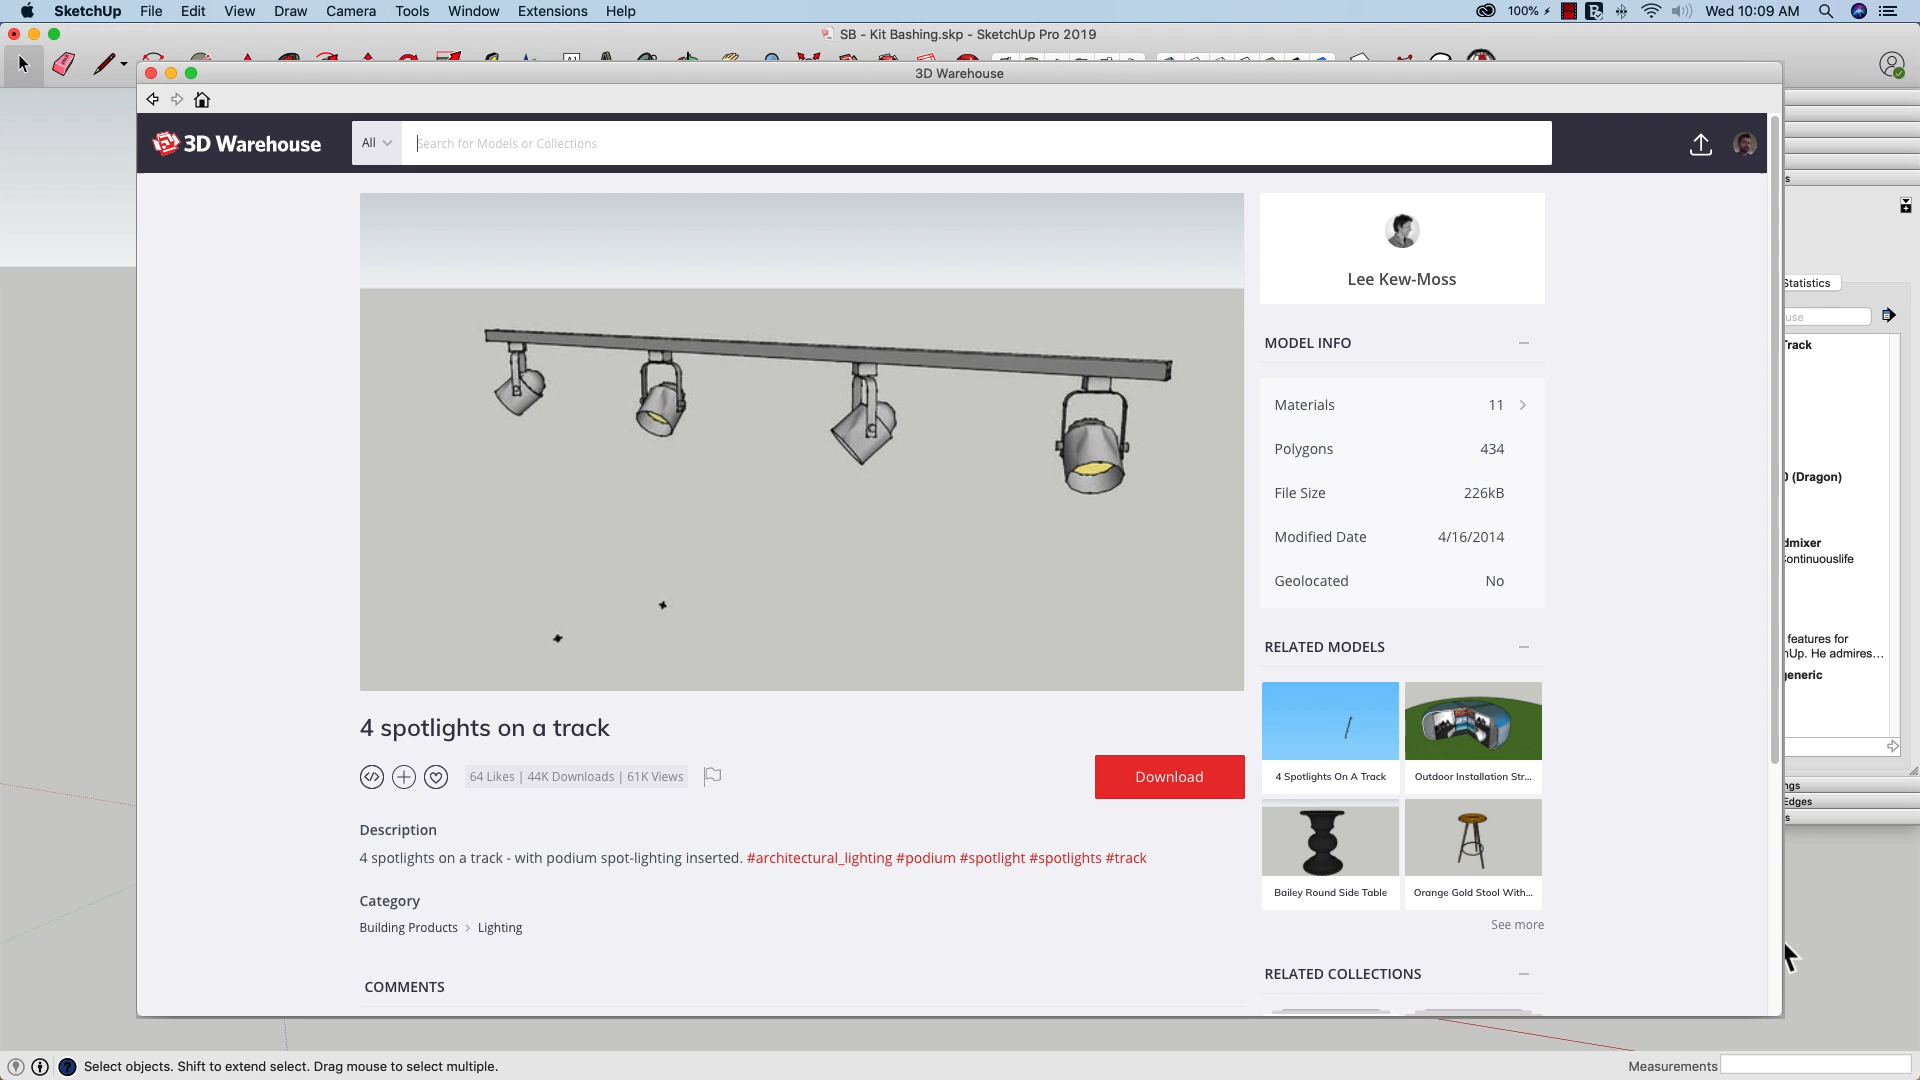 SketchUp File Edit View Draw Camera Tools Window Extensions Help 100% Wed 10:09 AM
SB - Kit Bashing.skp - SketchUp Pro 2019
3D Warehouse
3D Warehouse All Search for Models or Collections
Lee Kew-Moss
MODEL INFO
Materials 11
Polygons 434
File Size 226kB
Modified Date 4/16/2014
Geolocated No
RELATED MODELS
4 Spotlights On A Track Outdoor Installation Str...
Bailey Round Side Table Orange Gold Stool With...
See more
RELATED COLLECTIONS
4 spotlights on a track
64 Likes | 44K Downloads | 61K Views
Download
Description
4 spotlights on a track - with podium spot-lighting inserted. #architectural_lighting #podium #spotlight #spotlights #track
Category
Building Products > Lighting
COMMENTS
Statistics
(Dragon)
features for
He admires...
Select objects. Shift to extend select. Drag mouse to select multiple.
Measurements